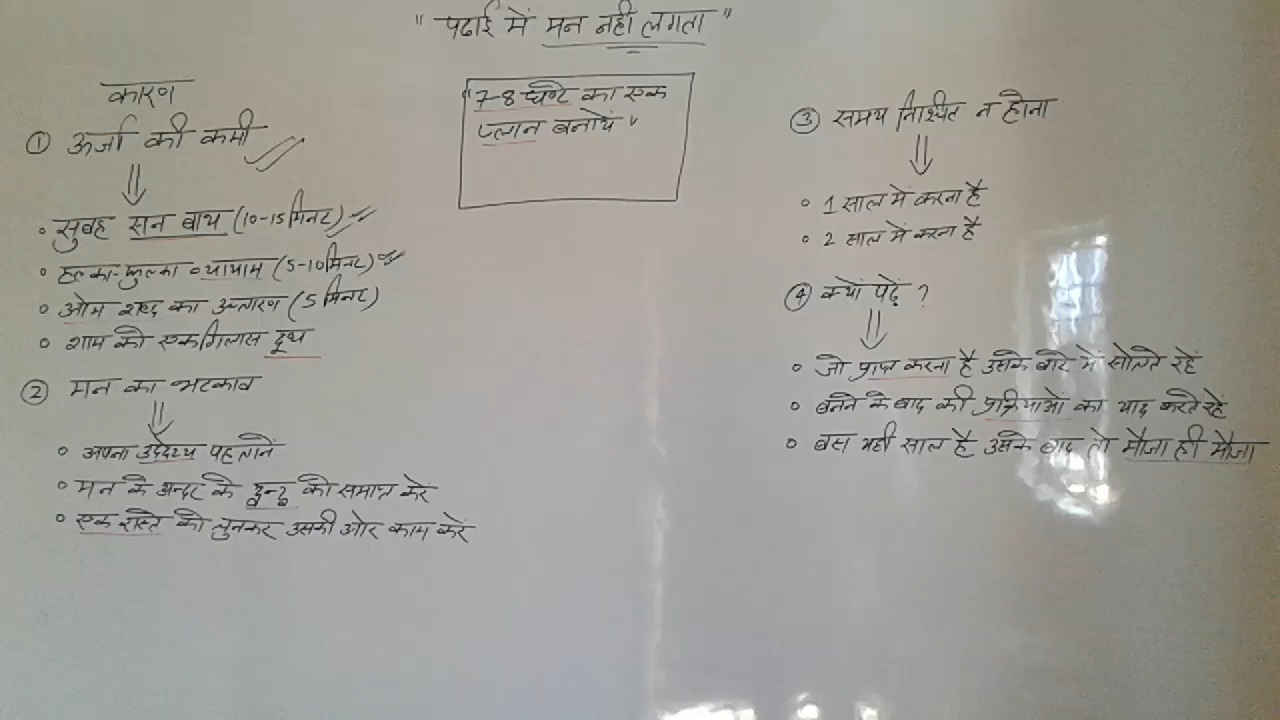 " पढाई में मन नहीं लगता "
कारण
① ऊर्जा की कमी
⇓
• सुबह सन बाथ (10-15 मिनट)
• हल्का-फुल्का व्यायाम (5-10 मिनट)
• ओम शब्द का उच्चारण (5 मिनट)
• शाम को एक गिलास दूध
② मन का भटकाव
⇓
• अपना उद्देश्य पहचानें
• मन के अन्दर के द्वन्द्व को समाप्त करे
• एक रास्ते को चुनकर उसकी ओर काम करें
"7-8 घण्टे का एक
प्लान बनाये"
③ समय निश्चित न होना
⇓
• 1 साल में करना है
• 2 साल में करना है
④ क्यों पढ़ें ?
⇓
• जो प्राप्त करना है उसके बारे में सोचते रहें
• बनने के बाद की प्रक्रियाओं का याद करते रहें
• बस यही साल है उसके बाद तो मौजा ही मौजा